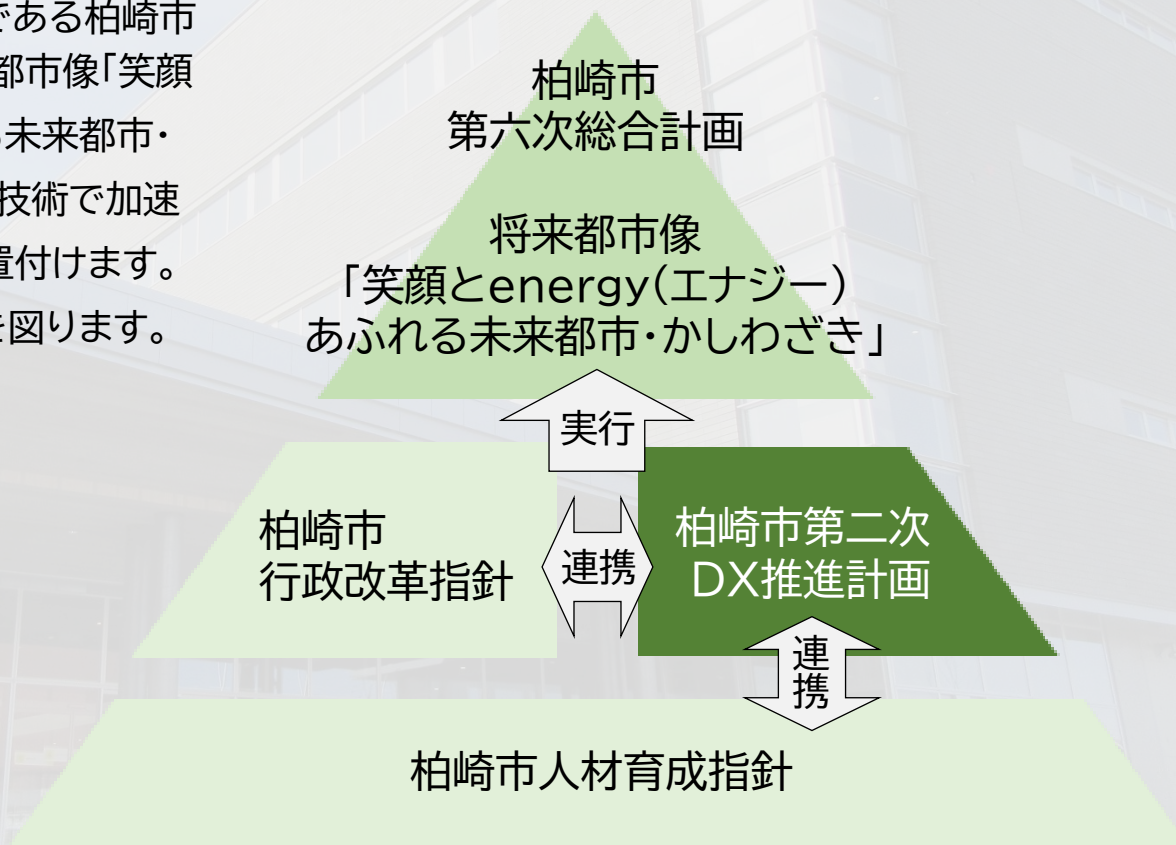 である柏崎市
都市像「笑顔
未来都市・
技術で加速
置付けます。
を図ります。
柏崎市
第六次総合計画
将来都市像
「笑顔とenergy(エナジー)
あふれる未来都市・かしわざき」
実行
柏崎市
行政改革指針
連携
柏崎市第二次
DX推進計画
連携
柏崎市人材育成指針